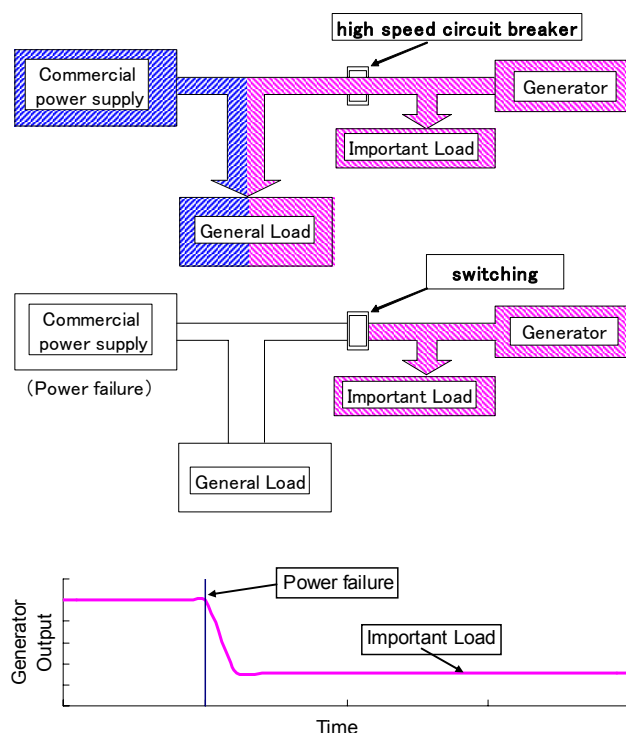 high speed circuit breaker
Commercial
power supply
Generator
Important Load
General Load
switching
Commercial
power supply
Generator
(Power failure)
Important Load
General Load
Power failure
Generator
Output
Important Load
Time